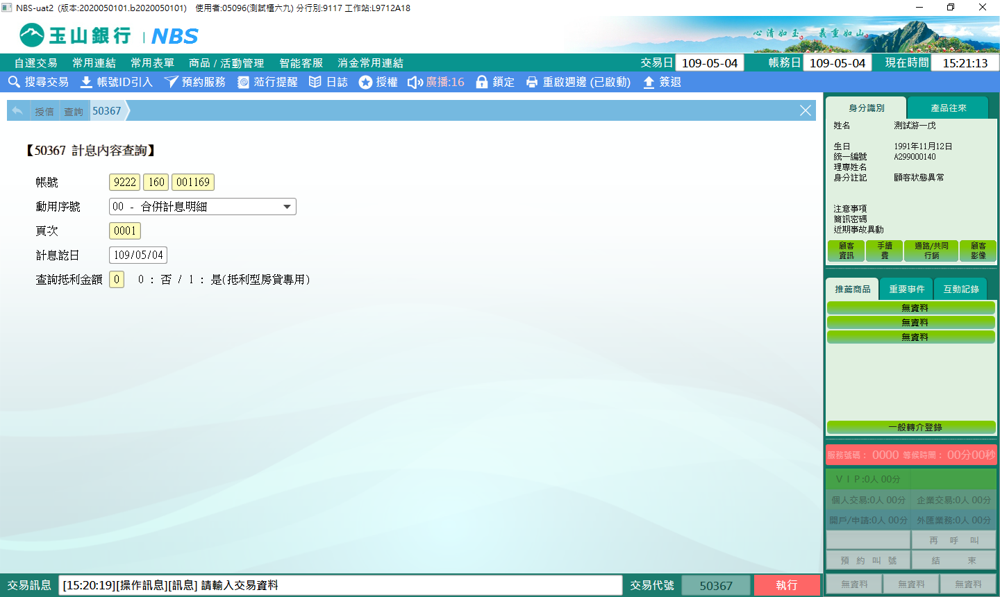 NBS-uat2 (版本:2020050101.b2020050101) 使用者:05096(測試櫃六九) 分行別:9117 工作站:L9712A18
玉山銀行 | NBS
心清如玉。 義重如山。
自選交易 常用連結 常用表單 商品 / 活動管理 智能客服 消金常用連結 交易日 109-05-04 帳務日 109-05-04 現在時間 15:21:13
搜尋交易 帳號ID引入 預約服務 蒞行提醒 日誌 授權 廣播:16 鎖定 重啟週邊 (已啟動) 簽退
授信 查詢 50367
【50367 計息內容查詢】
帳號 9222 160 001169
動用序號 00 - 合併計息明細
頁次 0001
計息訖日 109/05/04
查詢抵利金額 0 0 : 否 / 1 : 是(抵利型房貸專用)
身分識別 產品往來
姓名 測試游一戊
生日 1991年11月12日
統一編號 A299000140
理專姓名
身分註記 顧客狀態異常
注意事項
簡訊密碼
近期事故異動
顧客資訊 手續費 通路/共同行銷 顧客影像
推薦商品 重要事件 互動記錄
無資料
無資料
無資料
一般轉介登錄
服務號碼: 0000 等候時間: 00分00秒
VIP:0人 00分
個人交易:0人 00分 企業交易:0人 00分
開戶/申請:0人 00分 外匯業務:0人 00分
再 呼 叫
預 約 叫 號 結 束
無資料 無資料 無資料
交易訊息 [15:20:19][操作訊息][訊息] 請輸入交易資料 交易代號 50367 執行